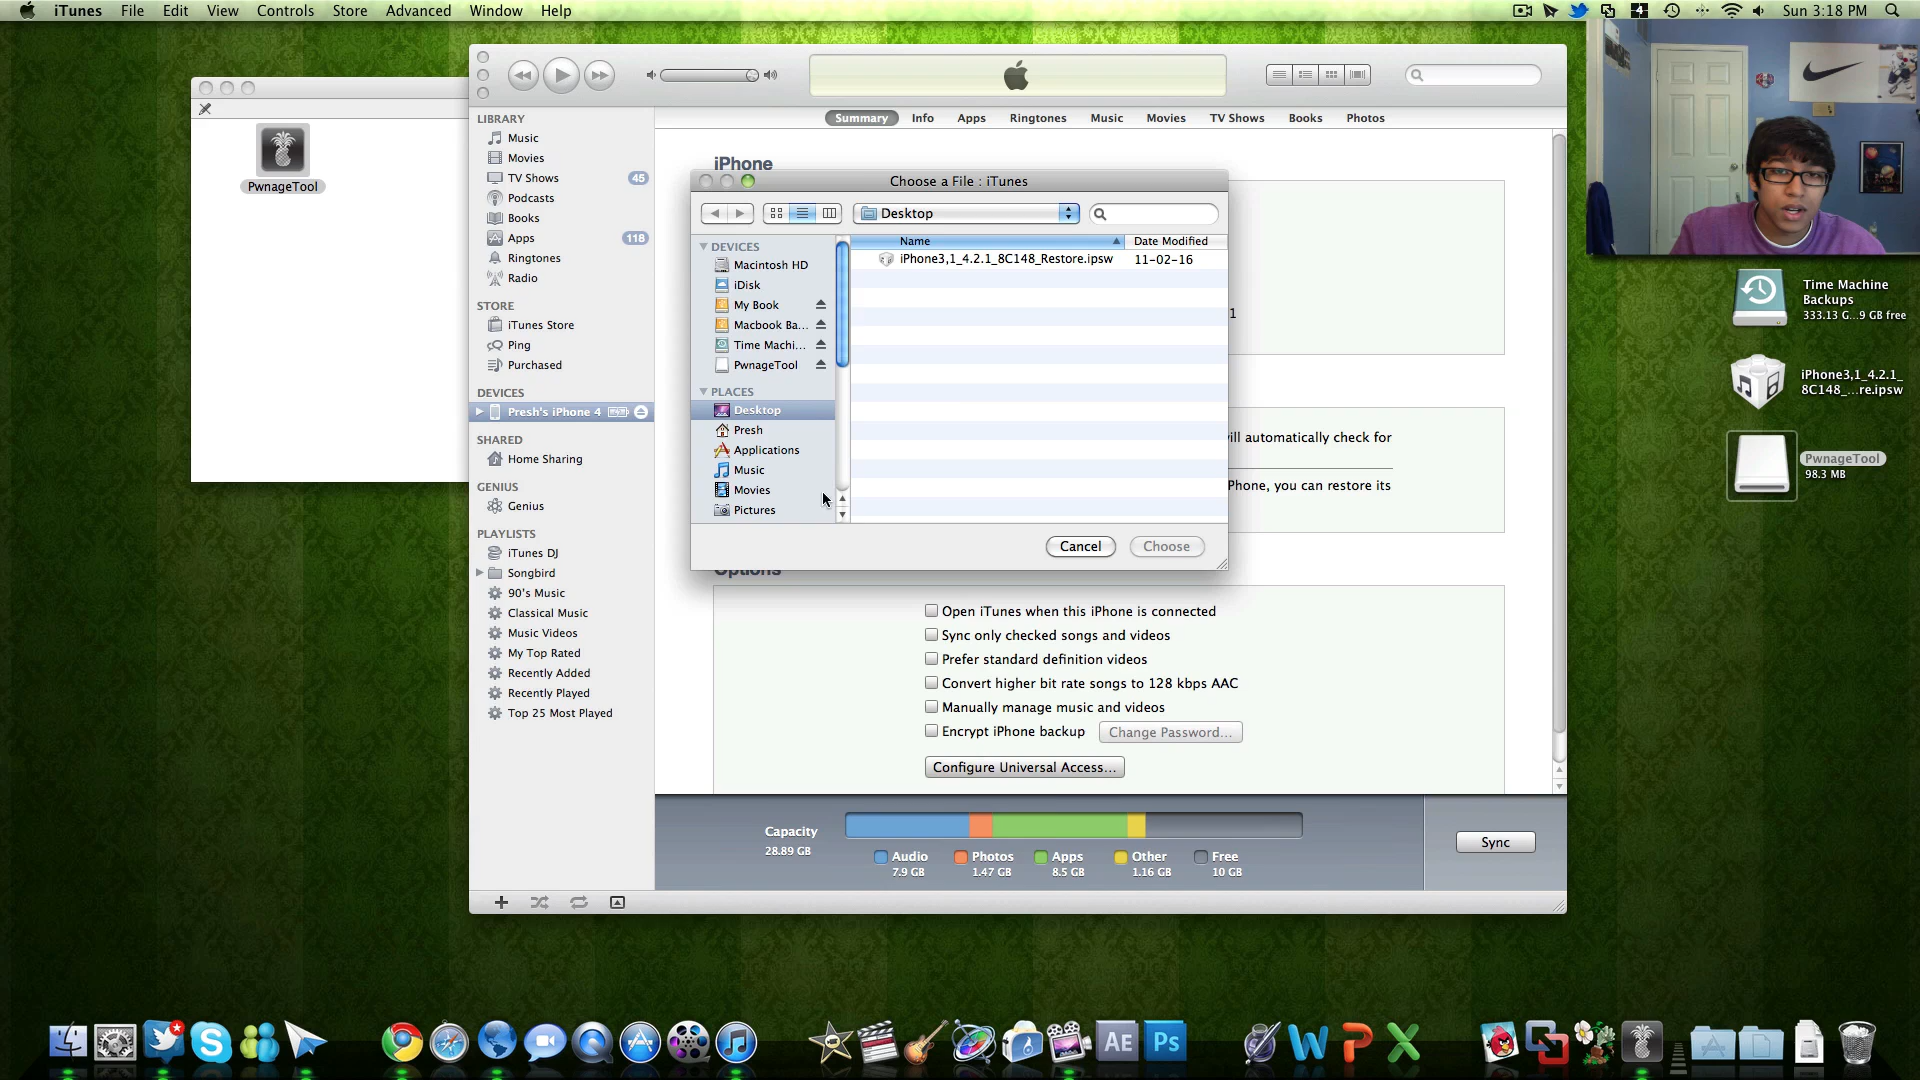 iTunes File Edit View Controls Store Advanced Window Help
4
Sun 3:18 PM
PwnageTool
LIBRARY
Music
Movies
TV Shows 45
Podcasts
Books
Apps 118
Ringtones
Radio
STORE
iTunes Store
Ping
Purchased
DEVICES
Presh's iPhone 4
SHARED
Home Sharing
GENIUS
Genius
PLAYLISTS
iTunes DJ
Songbird
90's Music
Classical Music
Music Videos
My Top Rated
Recently Added
Recently Played
Top 25 Most Played
Summary Info Apps Ringtones Music Movies TV Shows Books Photos
iPhone
Choose a File : iTunes
Desktop
DEVICES
Macintosh HD
iDisk
My Book
Macbook Ba...
Time Machi...
PwnageTool
PLACES
Desktop
Presh
Applications
Music
Movies
Pictures
Name Date Modified
iPhone3,1_4.2.1_8C148_Restore.ipsw 11-02-16
Cancel Choose
1
ill automatically check for
Phone, you can restore its
Options
Open iTunes when this iPhone is connected
Sync only checked songs and videos
Prefer standard definition videos
Convert higher bit rate songs to 128 kbps AAC
Manually manage music and videos
Encrypt iPhone backup Change Password...
Configure Universal Access...
Capacity
28.89 GB
Audio
7.9 GB
Photos
1.47 GB
Apps
8.5 GB
Other
1.16 GB
Free
10 GB
Sync
Time Machine
Backups
333.13 G...9 GB free
iPhone3,1_4.2.1_
8C148_...re.ipsw
PwnageTool
98.3 MB
AE
Ps